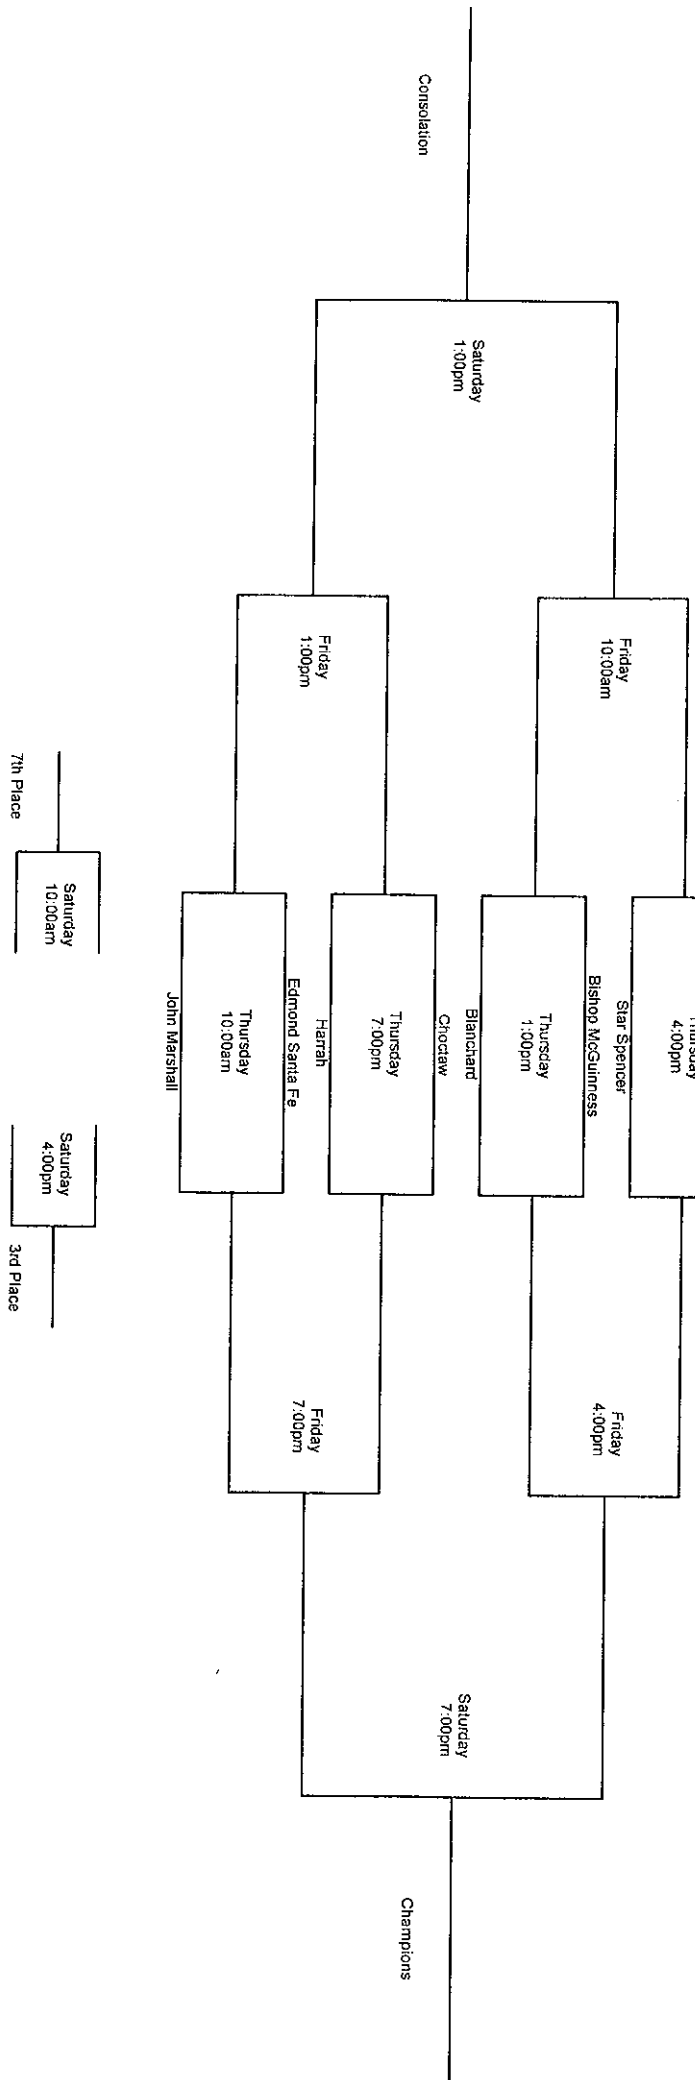 Thursday
4:00pm
Star Spencer
Bishop McGuinness
Thursday
1:00pm
Blanchard
Choctaw
Thursday
7:00pm
Harrah
Edmond Santa Fe
Thursday
10:00am
John Marshall
Friday
10:00am
Friday
1:00pm
Saturday
1:00pm
Consolation
Friday
4:00pm
Friday
7:00pm
Saturday
7:00pm
Champions
Saturday
10:00am
7th Place
Saturday
4:00pm
3rd Place